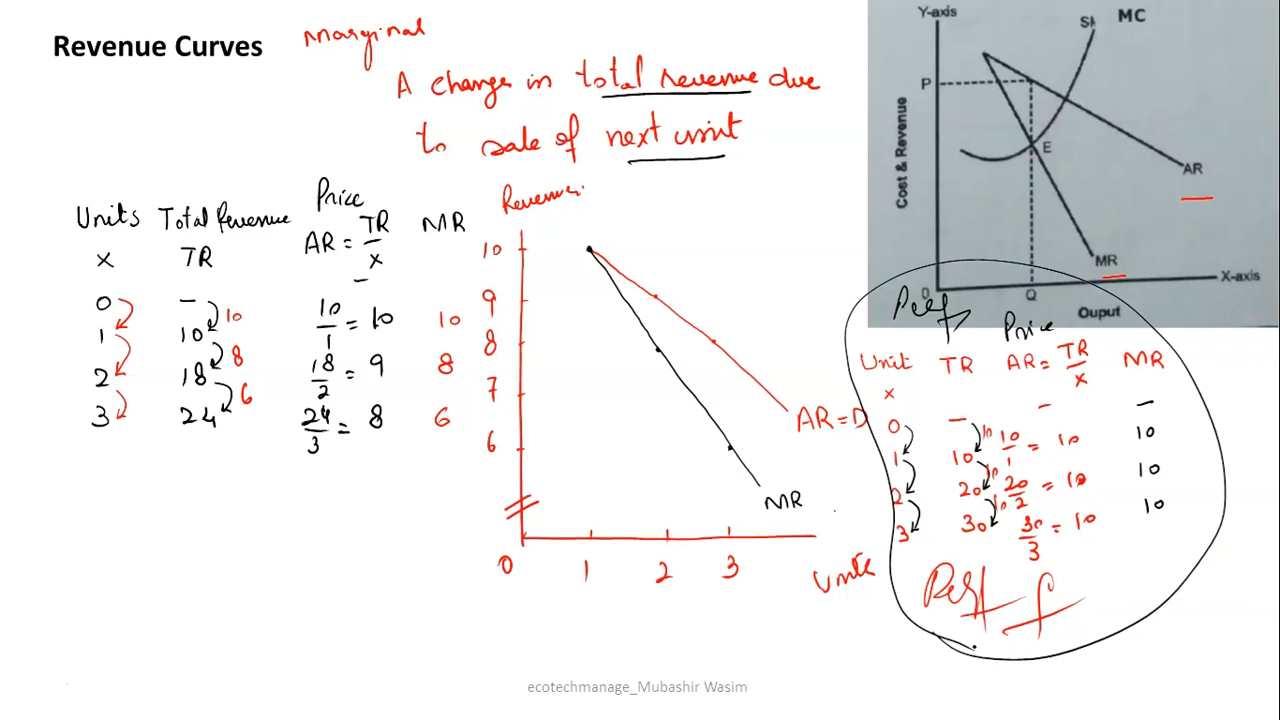 Revenue Curves
Marginal
A change in total revenue due
to sale of next unit
Units Total Revenue Price
x TR AR = TR/x MR
–
0 –
1 10 10/1 = 10 10
2 18 18/2 = 9 8
3 24 24/3 = 8 6
10
8
6
Revenue
10
9
8
7
6
0 1 2 3 Units
AR = D
MR
Y-axis
MC
P
E
Cost & Revenue
AR
MR
X-axis
0
Q
Ouput
Perf
Price
Unit TR AR = TR/x MR
x – –
0 –
1 10 10/1 = 10 10
2 20 20/2 = 10 10
3 30 30/3 = 10 10
10
10
10
ecotechmanage_Mubashir Wasim